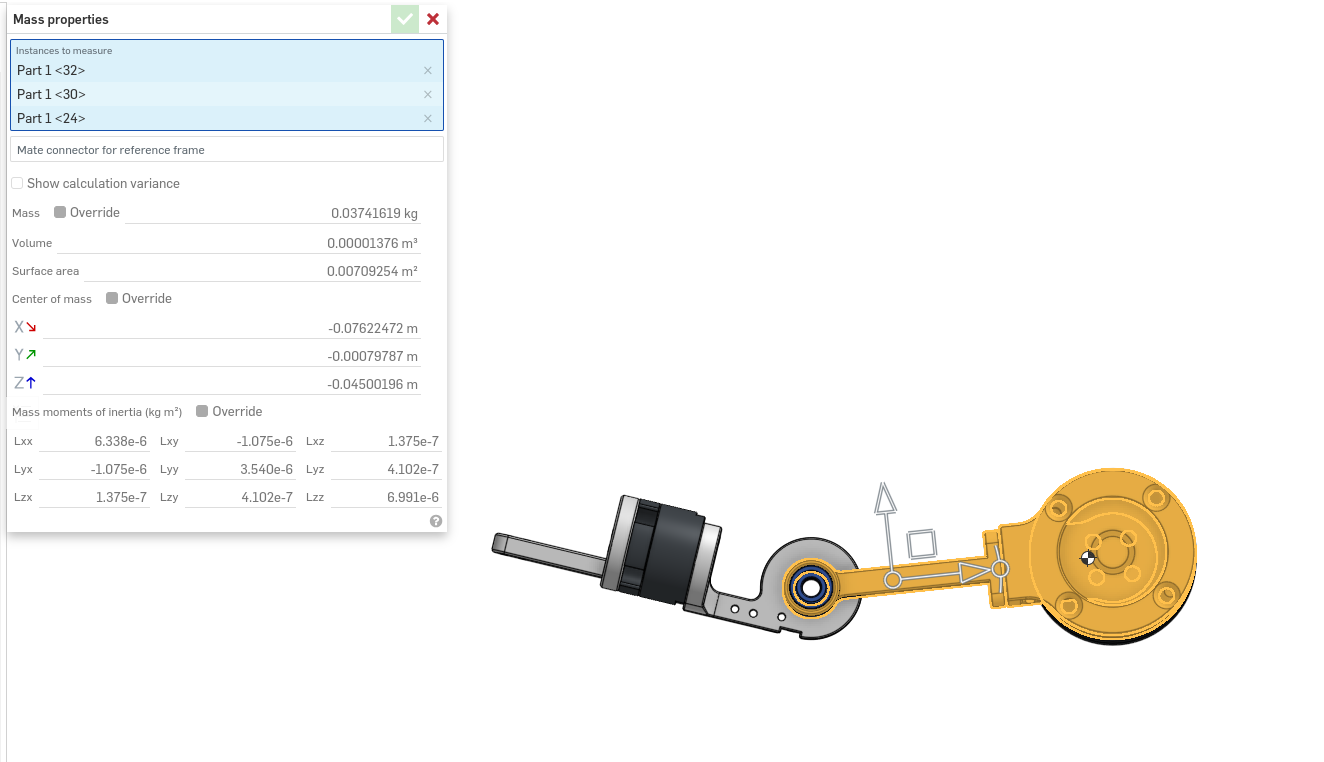 Mass properties
Instances to measure
Part 1 <32>
Part 1 <30>
Part 1 <24>
Mate connector for reference frame
Show calculation variance
Mass Override 0.03741619 kg
Volume 0.00001376 m³
Surface area 0.00709254 m²
Center of mass Override
X -0.07622472 m
Y -0.00079787 m
Z -0.04500196 m
Mass moments of inertia (kg m²) Override
Lxx 6.338e-6 Lxy -1.075e-6 Lxz 1.375e-7
Lyx -1.075e-6 Lyy 3.540e-6 Lyz 4.102e-7
Lzx 1.375e-7 Lzy 4.102e-7 Lzz 6.991e-6